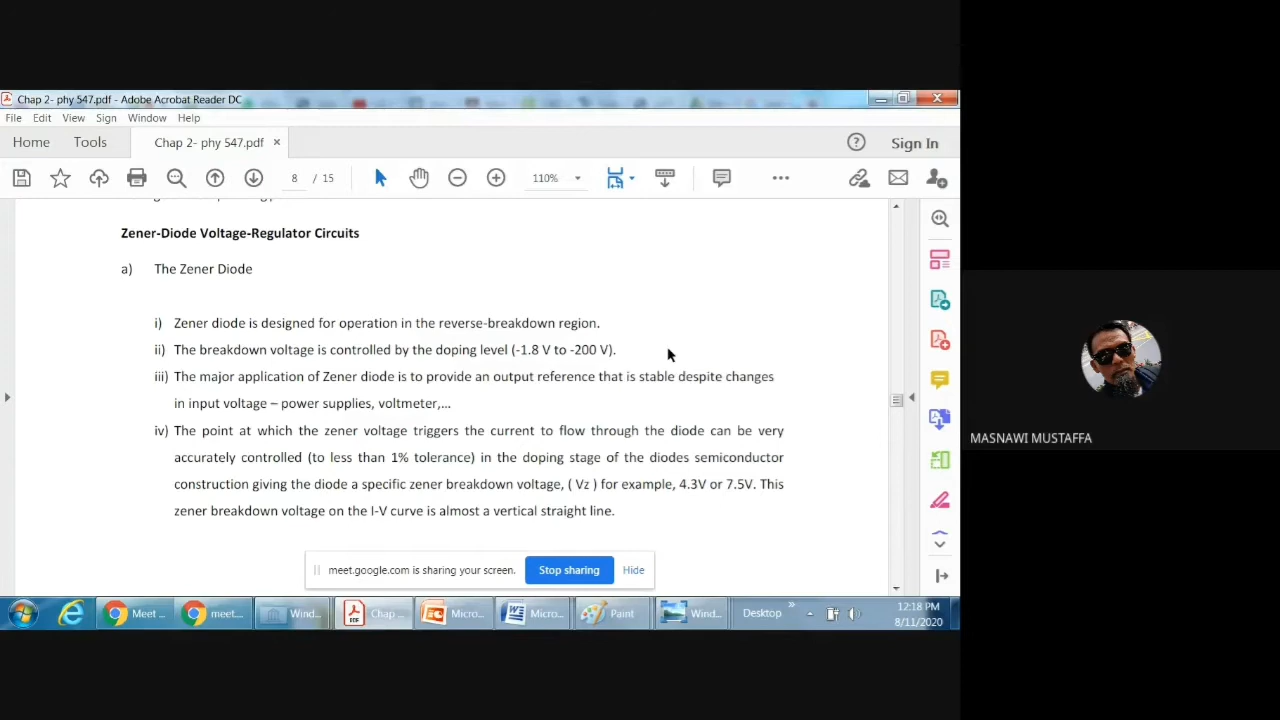 Chap 2- phy 547.pdf - Adobe Acrobat Reader DC
File Edit View Sign Window Help
Home Tools Chap 2- phy 547.pdf × Sign In
8 / 15 110%
Zener-Diode Voltage-Regulator Circuits
a) The Zener Diode
i) Zener diode is designed for operation in the reverse-breakdown region.
ii) The breakdown voltage is controlled by the doping level (-1.8 V to -200 V).
iii) The major application of Zener diode is to provide an output reference that is stable despite changes
in input voltage – power supplies, voltmeter,...
iv) The point at which the zener voltage triggers the current to flow through the diode can be very
accurately controlled (to less than 1% tolerance) in the doping stage of the diodes semiconductor
construction giving the diode a specific zener breakdown voltage, ( Vz ) for example, 4.3V or 7.5V. This
zener breakdown voltage on the I-V curve is almost a vertical straight line.
MASNAWI MUSTAFFA
meet.google.com is sharing your screen. Stop sharing Hide
Meet ... meet... Wind... Chap ... Micro... Micro... Paint Wind... Desktop » 12:18 PM
8/11/2020